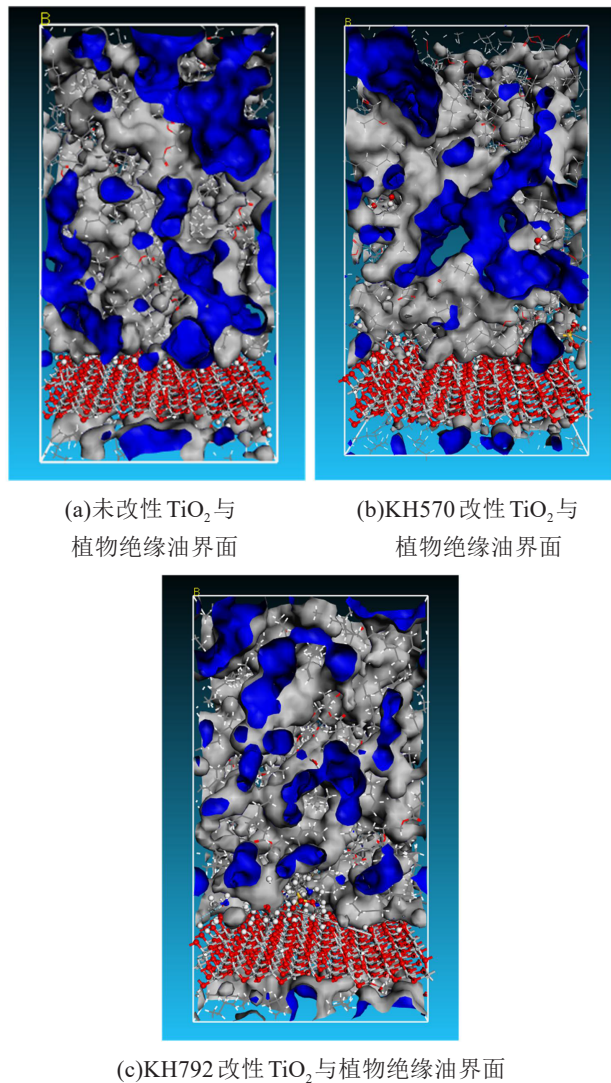 B
B
(a)未改性 TiO₂与
植物绝缘油界面
(b)KH570 改性 TiO₂与
植物绝缘油界面
B
(c)KH792 改性 TiO₂与植物绝缘油界面